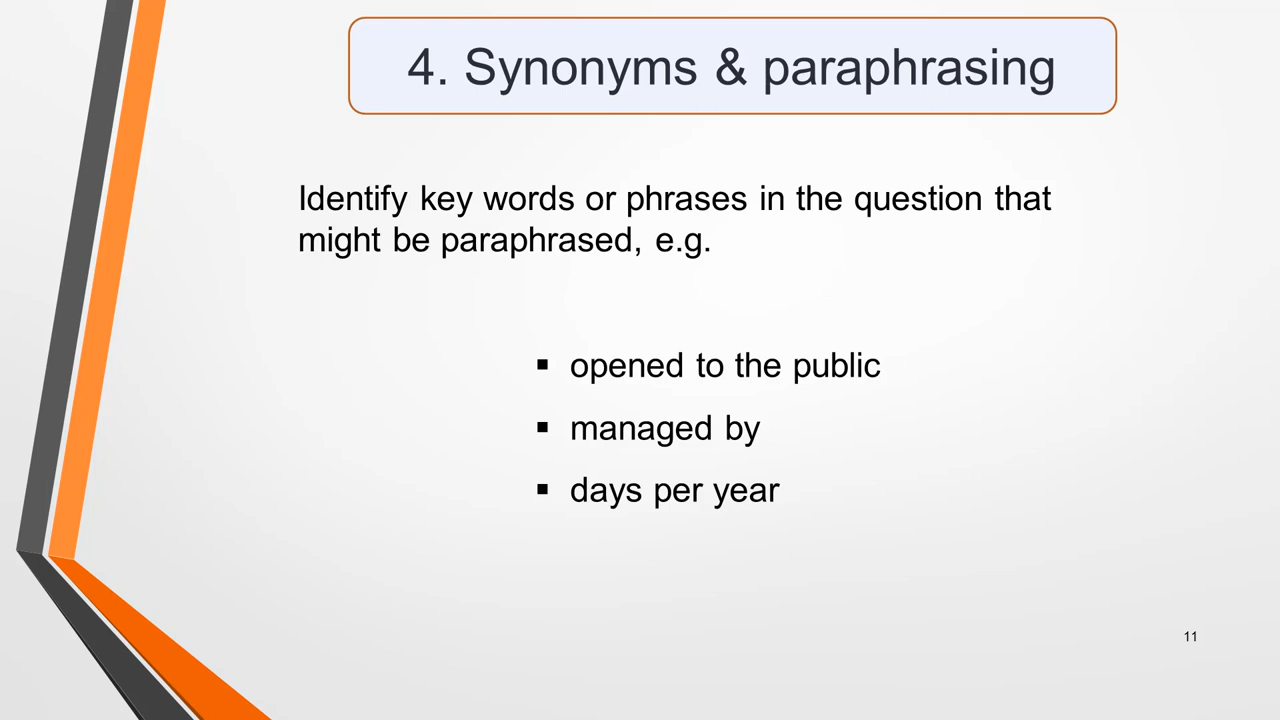 4. Synonyms & paraphrasing
Identify key words or phrases in the question that
might be paraphrased, e.g.
▪ opened to the public
▪ managed by
▪ days per year
11